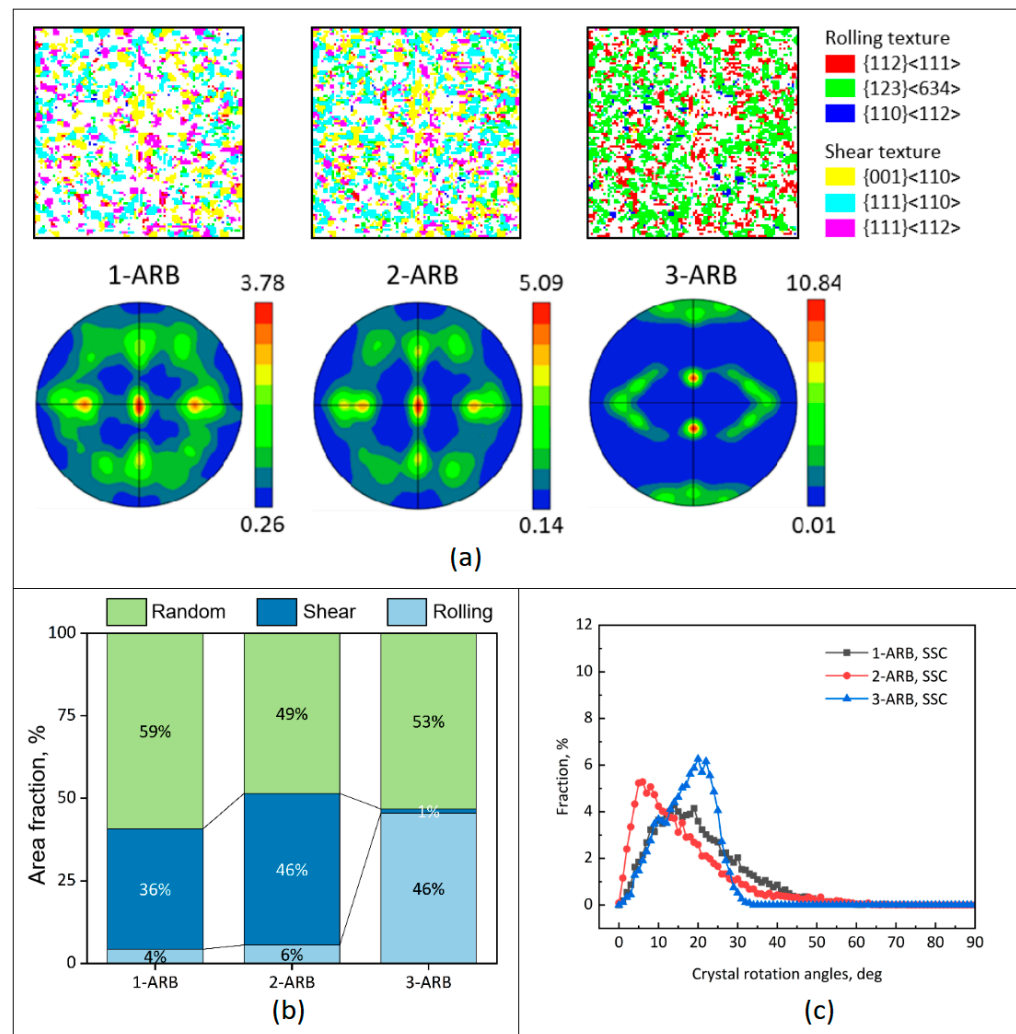 Rolling texture
{112}<111>
{123}<634>
{110}<112>
Shear texture
{001}<110>
{111}<110>
{111}<112>
1-ARB
3.78
0.26
2-ARB
5.09
0.14
3-ARB
10.84
0.01
(a)
Random Shear Rolling
Area fraction, %
100
75
50
25
0
59%
36%
4%
49%
46%
6%
53%
1%
46%
1-ARB 2-ARB 3-ARB
(b)
Fraction, %
12
10
8
6
4
2
0
1-ARB, SSC
2-ARB, SSC
3-ARB, SSC
0 10 20 30 40 50 60 70 80 90
Crystal rotation angles, deg
(c)